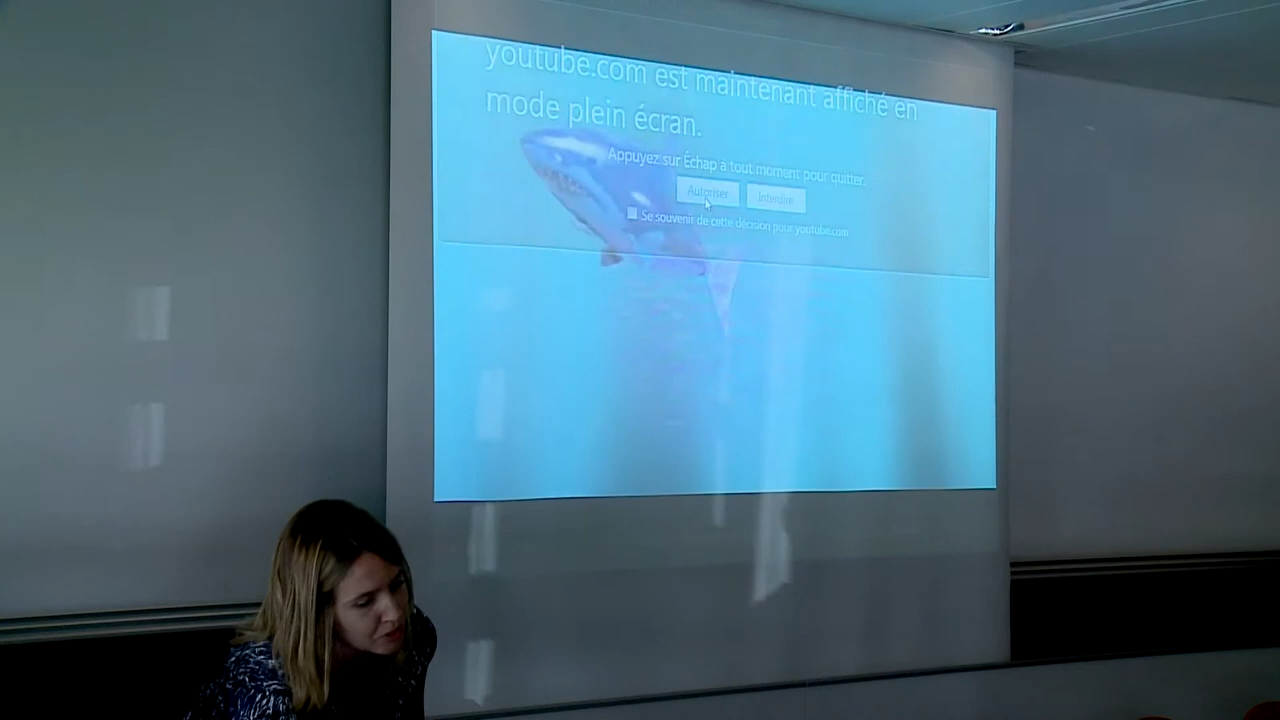 youtube.com est maintenant affiché en
mode plein écran.
Appuyez sur Échap à tout moment pour quitter.
Autoriser
Interdire
Se souvenir de cette décision pour youtube.com